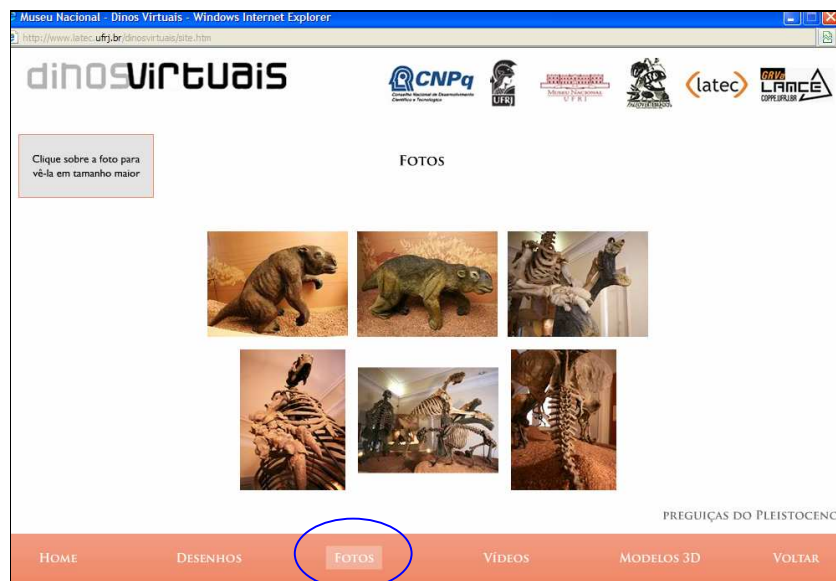 Museu Nacional - Dinos Virtuais - Windows Internet Explorer
http://www.latec.ufrj.br/dinosvirtuais/site.htm
dinosvirtuais
CNPq
Conselho Nacional de Desenvolvimento
Científico e Tecnológico
UFRJ
Museu Nacional
UFRJ
latec
GRVa
LAMCE
COPPE.UFRJ.BR
Clique sobre a foto para
vê-la em tamanho maior
Fotos
preguiças do Pleistoceno
Home Desenhos Fotos Vídeos Modelos 3D Voltar